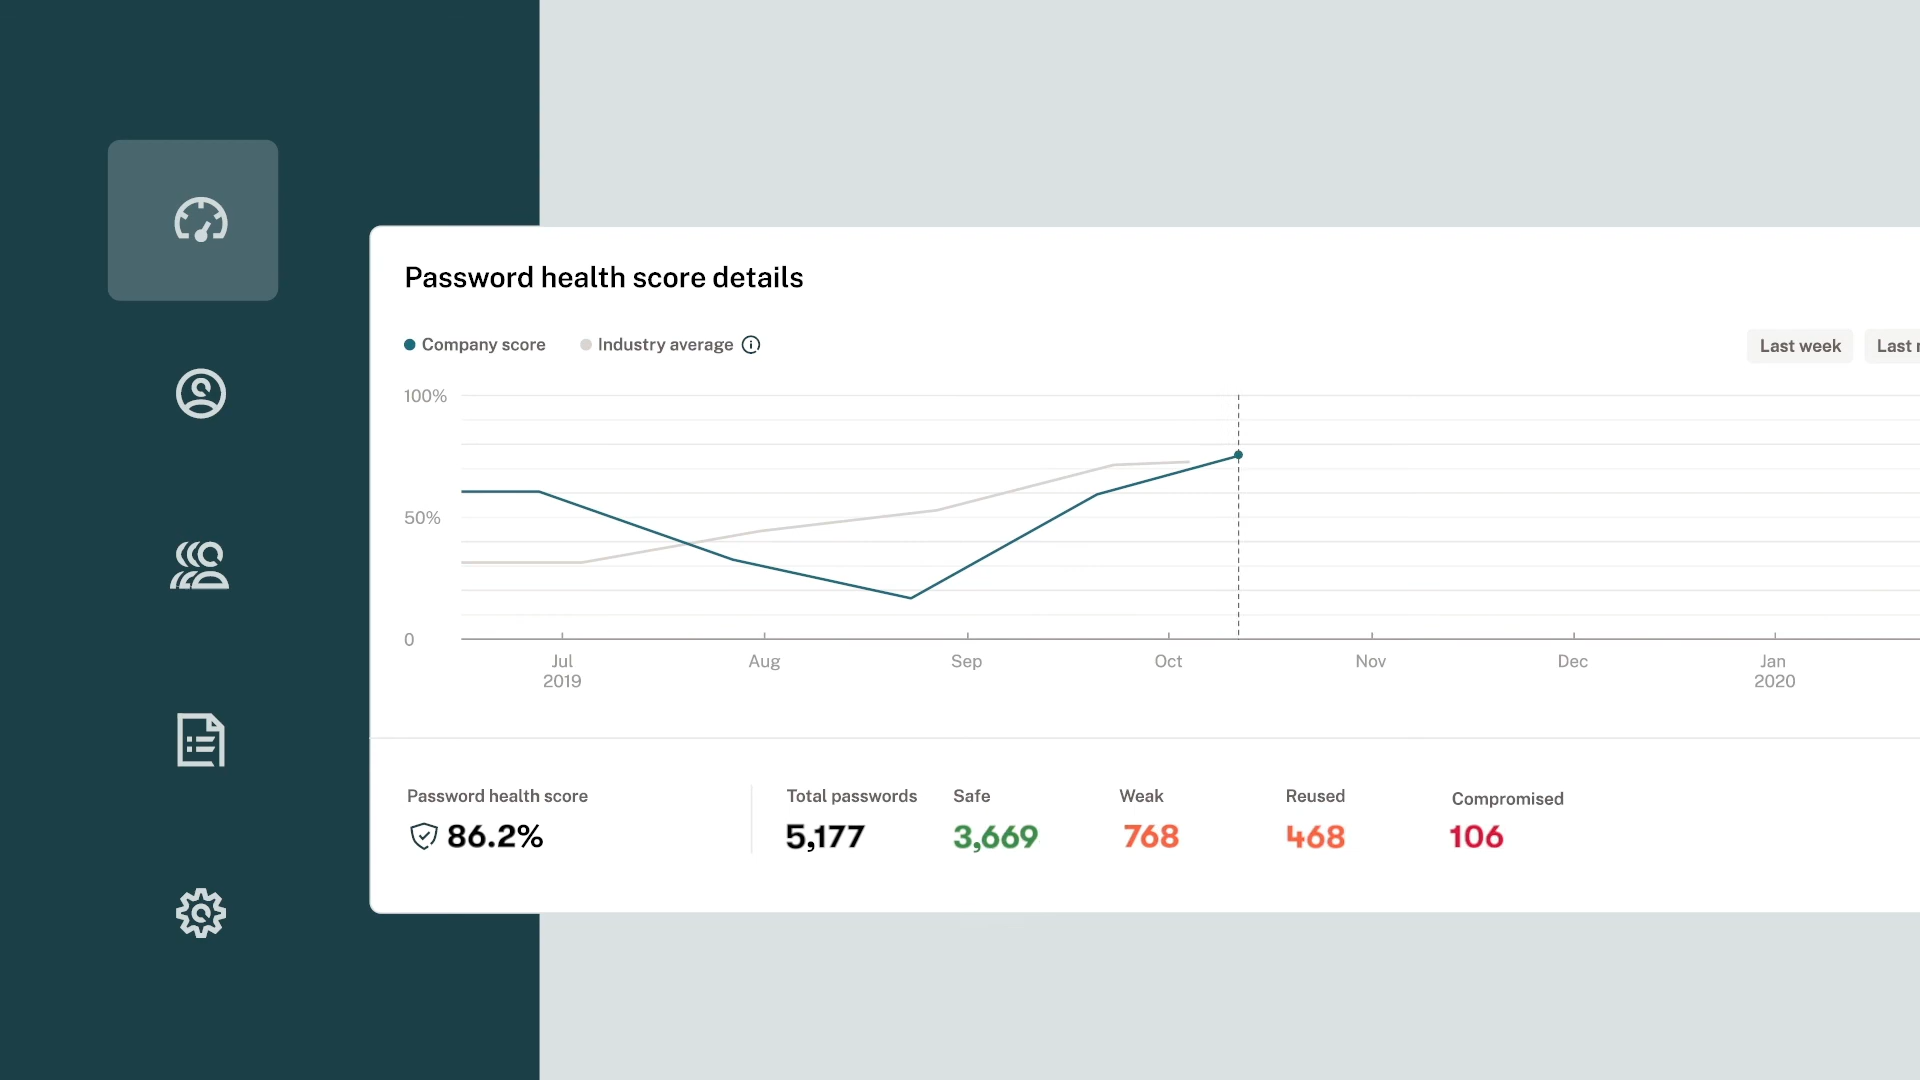 Password health score details
Company score Industry average
Last week Last
100%
50%
0
Jul Aug Sep Oct Nov Dec Jan
2019 2020
Password health score Total passwords Safe Weak Reused Compromised
86.2% 5,177 3,669 768 468 106